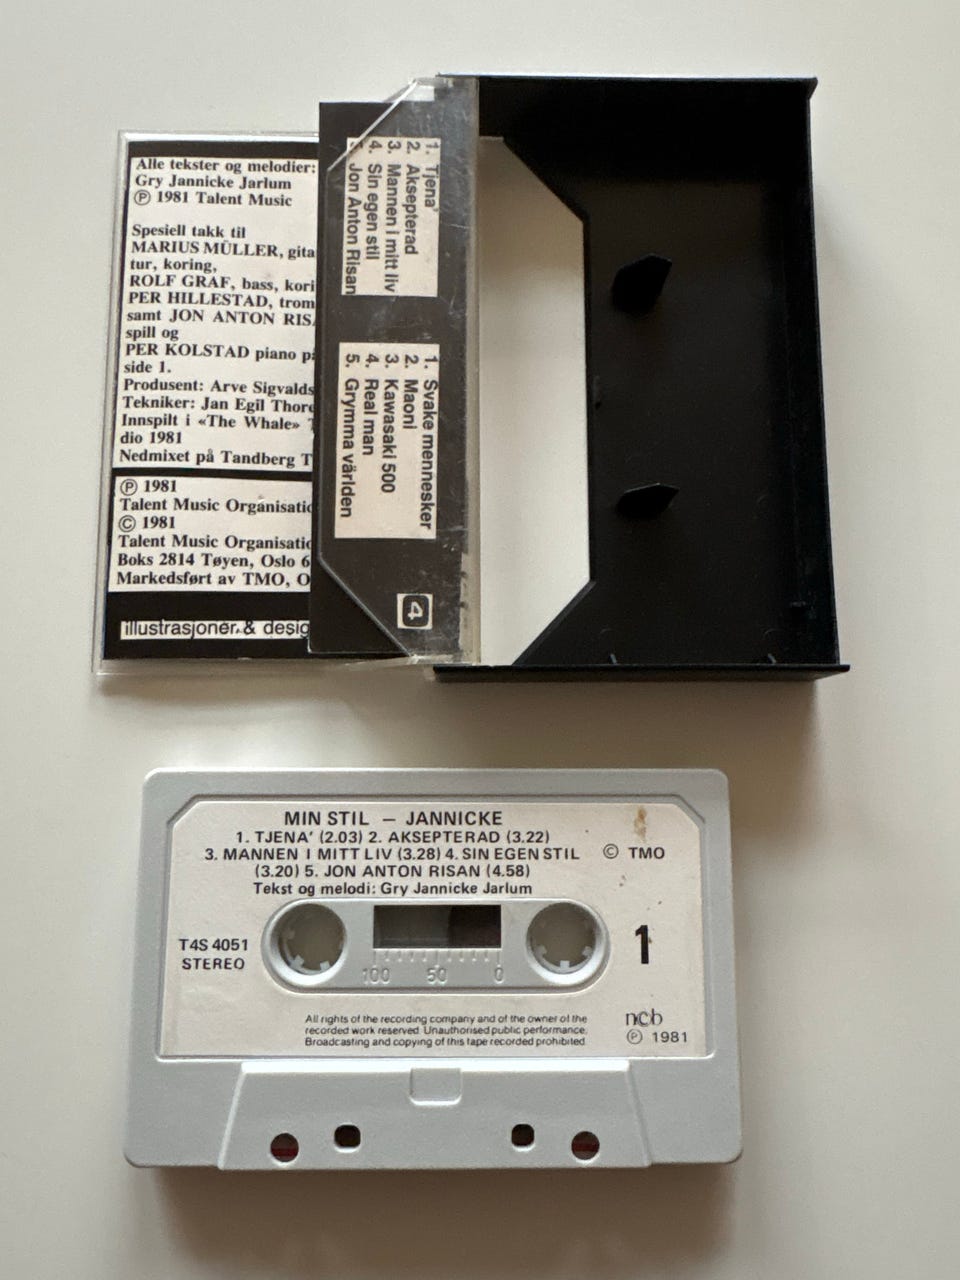 Alle tekster og melodier:
Gry Jannicke Jarlum
Ⓟ 1981 Talent Music
Spesiell takk til
MARIUS MÜLLER, gita
tur, koring,
ROLF GRAF, bass, kori
PER HILLESTAD, trom
samt JON ANTON RIS
spill og
PER KOLSTAD piano p
side 1.
Produsent: Arve Sigvalds
Tekniker: Jan Egil Thor
Innspilt i «The Whale»
dio 1981
Nedmixet på Tandberg T
Ⓟ 1981
Talent Music Organisatio
© 1981
Talent Music Organisatio
Boks 2814 Tøyen, Oslo 6
Markedsført av TMO, O
illustrasjoner & desig
1. Tjena'
2. Aksepterad
3. Mannen i mitt liv
4. Sin egen stil
Jon Anton Risan
1. Svake mennesker
2. Maoni
3. Kawasaki 500
4. Real man
5. Grymma världen
4
MIN STIL — JANNICKE
1. TJENA' (2.03) 2. AKSEPTERAD (3.22)
3. MANNEN I MITT LIV (3.28) 4. SIN EGEN STIL
(3.20) 5. JON ANTON RISAN (4.58)
Tekst og melodi: Gry Jannicke Jarlum
© TMO
T4S 4051
STEREO
100 50 0
1
All rights of the recording company and of the owner of the
recorded work reserved. Unauthorised public performance.
Broadcasting and copying of this tape recorded prohibited.
ncb
Ⓟ 1981